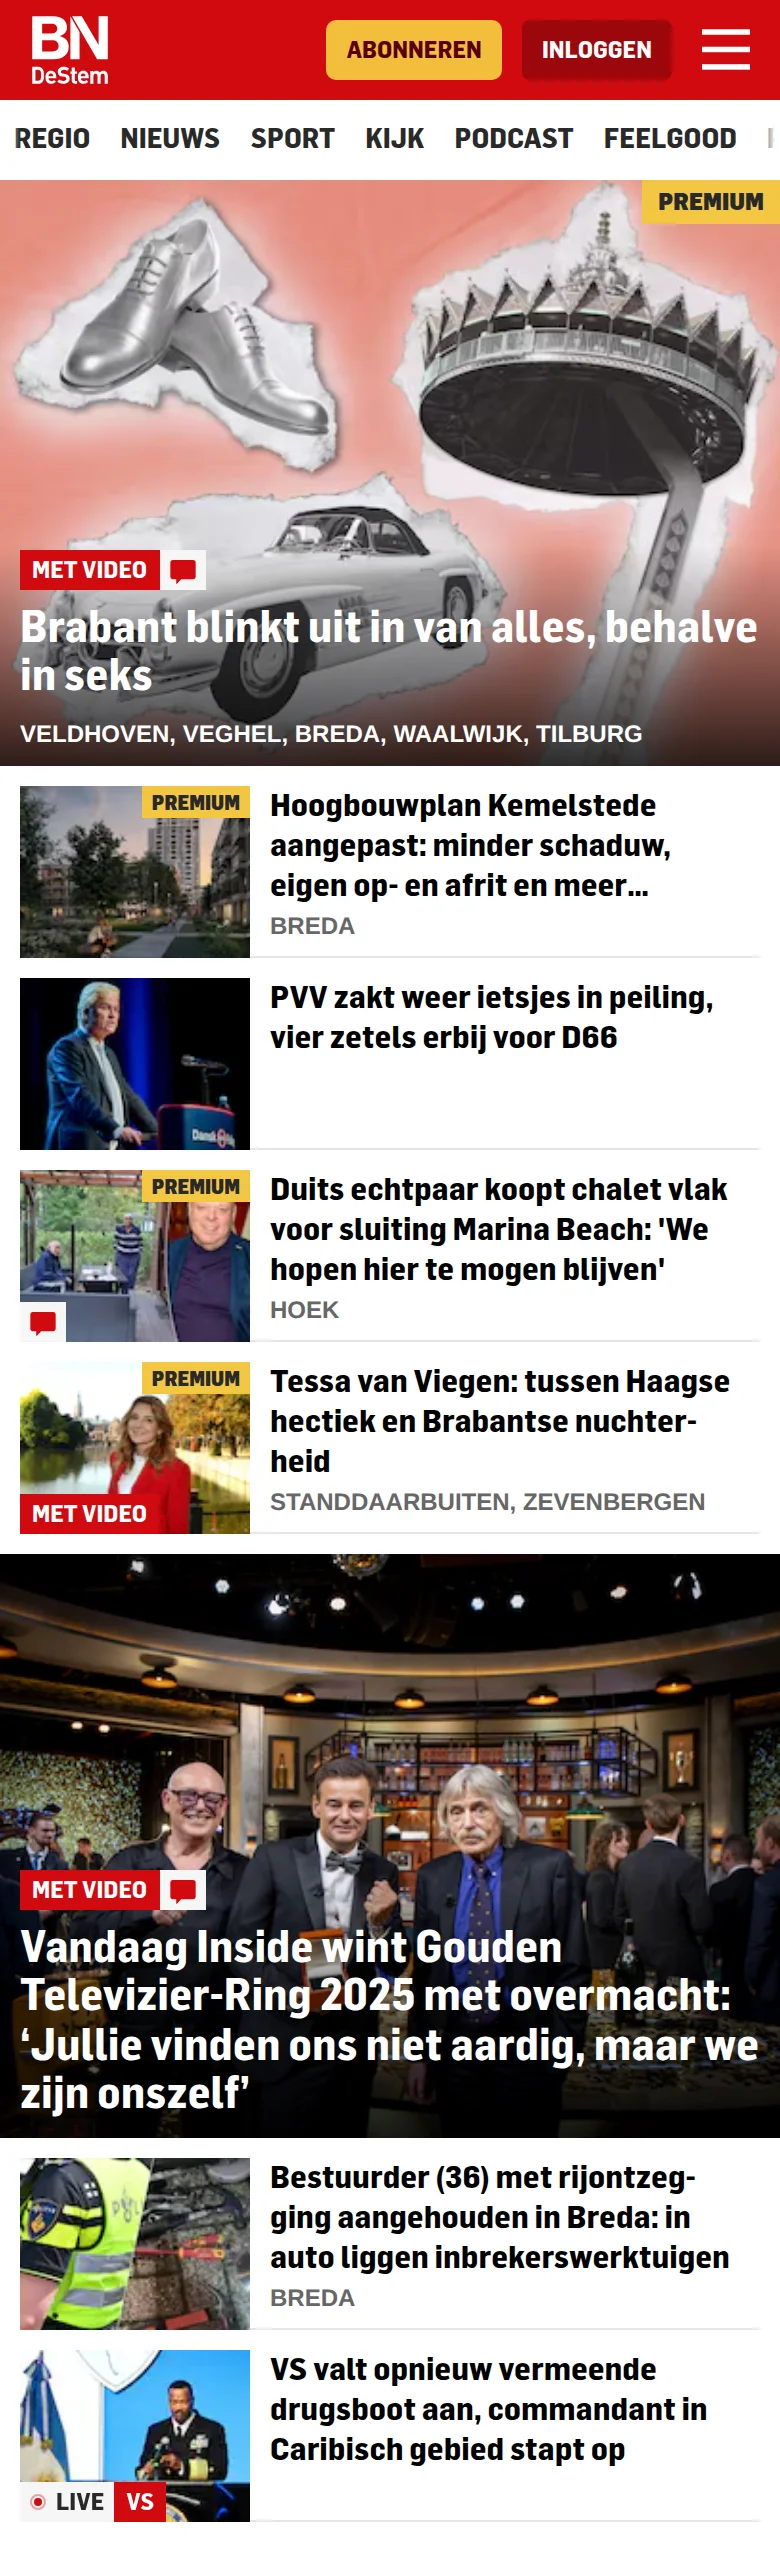 BN
DeStem
ABONNEREN
INLOGGEN
REGIO NIEUWS SPORT KIJK PODCAST FEELGOOD
PREMIUM
MET VIDEO
Brabant blinkt uit in van alles, behalve
in seks
VELDHOVEN, VEGHEL, BREDA, WAALWIJK, TILBURG
PREMIUM
Hoogbouwplan Kemelstede
aangepast: minder schaduw,
eigen op- en afrit en meer...
BREDA
PVV zakt weer ietsjes in peiling,
vier zetels erbij voor D66
PREMIUM
Duits echtpaar koopt chalet vlak
voor sluiting Marina Beach: 'We
hopen hier te mogen blijven'
HOEK
PREMIUM
MET VIDEO
Tessa van Viegen: tussen Haagse
hectiek en Brabantse nuchter-
heid
STANDDAARBUITEN, ZEVENBERGEN
MET VIDEO
Vandaag Inside wint Gouden
Televizier-Ring 2025 met overmacht:
‘Jullie vinden ons niet aardig, maar we
zijn onszelf’
Bestuurder (36) met rijontzeg-
ging aangehouden in Breda: in
auto liggen inbrekerswerktuigen
BREDA
LIVE VS
VS valt opnieuw vermeende
drugsboot aan, commandant in
Caribisch gebied stapt op